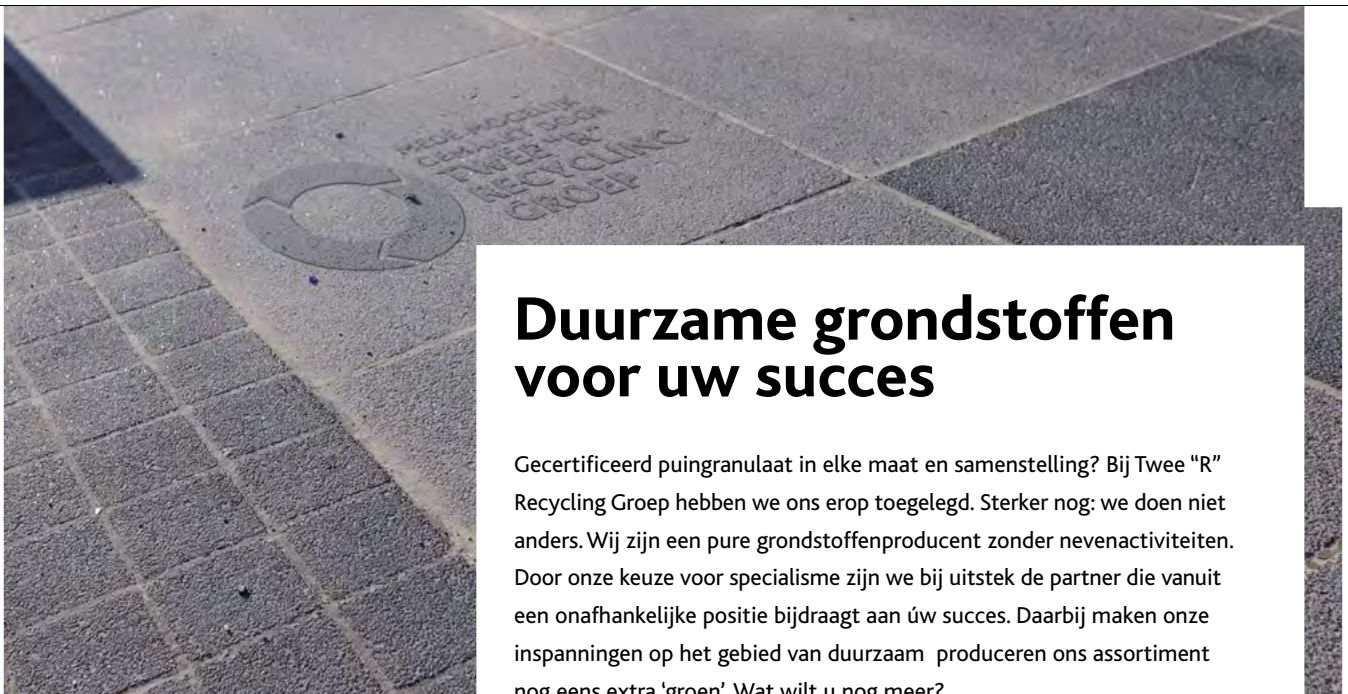 MEDE MOGELIJK
GEMAAKT DOOR
TWEE "R"
RECYCLING
GROEP
Duurzame grondstoffen
voor uw succes
Gecertificeerd puingranulaat in elke maat en samenstelling? Bij Twee “R”
Recycling Groep hebben we ons erop toegelegd. Sterker nog: we doen niet
anders. Wij zijn een pure grondstoffenproducent zonder nevenactiviteiten.
Door onze keuze voor specialisme zijn we bij uitstek de partner die vanuit
een onafhankelijke positie bijdraagt aan úw succes. Daarbij maken onze
inspanningen op het gebied van duurzaam  produceren ons assortiment
nog eens extra ‘groen’. Wat wilt u nog meer?